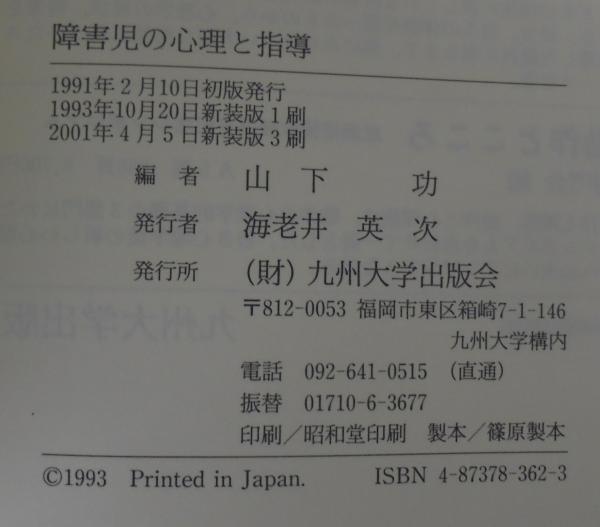 障害児の心理と指導
1991年2月10日初版発行
1993年10月20日新装版1刷
2001年4月5日新装版3刷
編者 山下 功
発行者 海老井 英次
発行所 (財)九州大学出版会
〒812-0053 福岡市東区箱崎7-1-146
九州大学構内
電話 092-641-0515 (直通)
振替 01710-6-3677
印刷/昭和堂印刷 製本/篠原製本
©1993 Printed in Japan. ISBN 4-87378-362-3